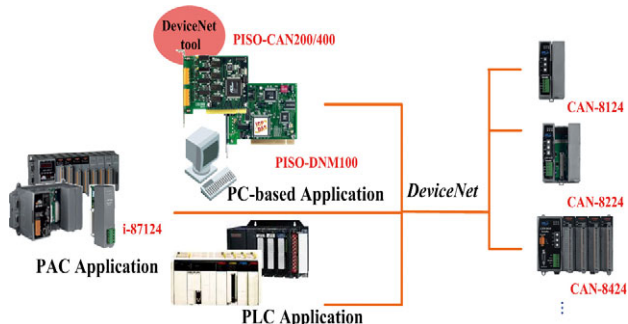 DeviceNet
tool
PISO-CAN200/400
PISO-DNM100
PC-based Application
i-87124
PAC Application
PLC Application
DeviceNet
CAN-8124
CAN-8224
CAN-8424